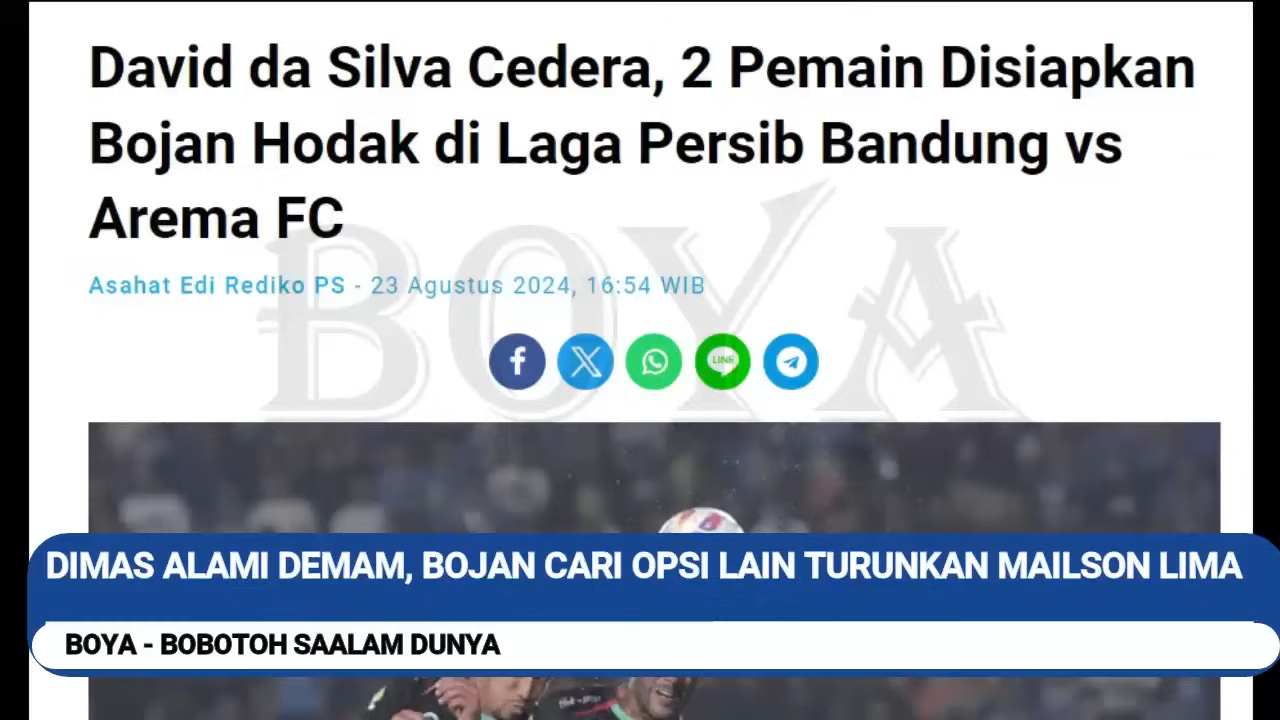 David da Silva Cedera, 2 Pemain Disiapkan
Bojan Hodak di Laga Persib Bandung vs
Arema FC
Asahat Edi Rediko PS - 23 Agustus 2024, 16:54 WIB
BOYA
LINE
DIMAS ALAMI DEMAM, BOJAN CARI OPSI LAIN TURUNKAN MAILSON LIMA
BOYA - BOBOTOH SAALAM DUNYA